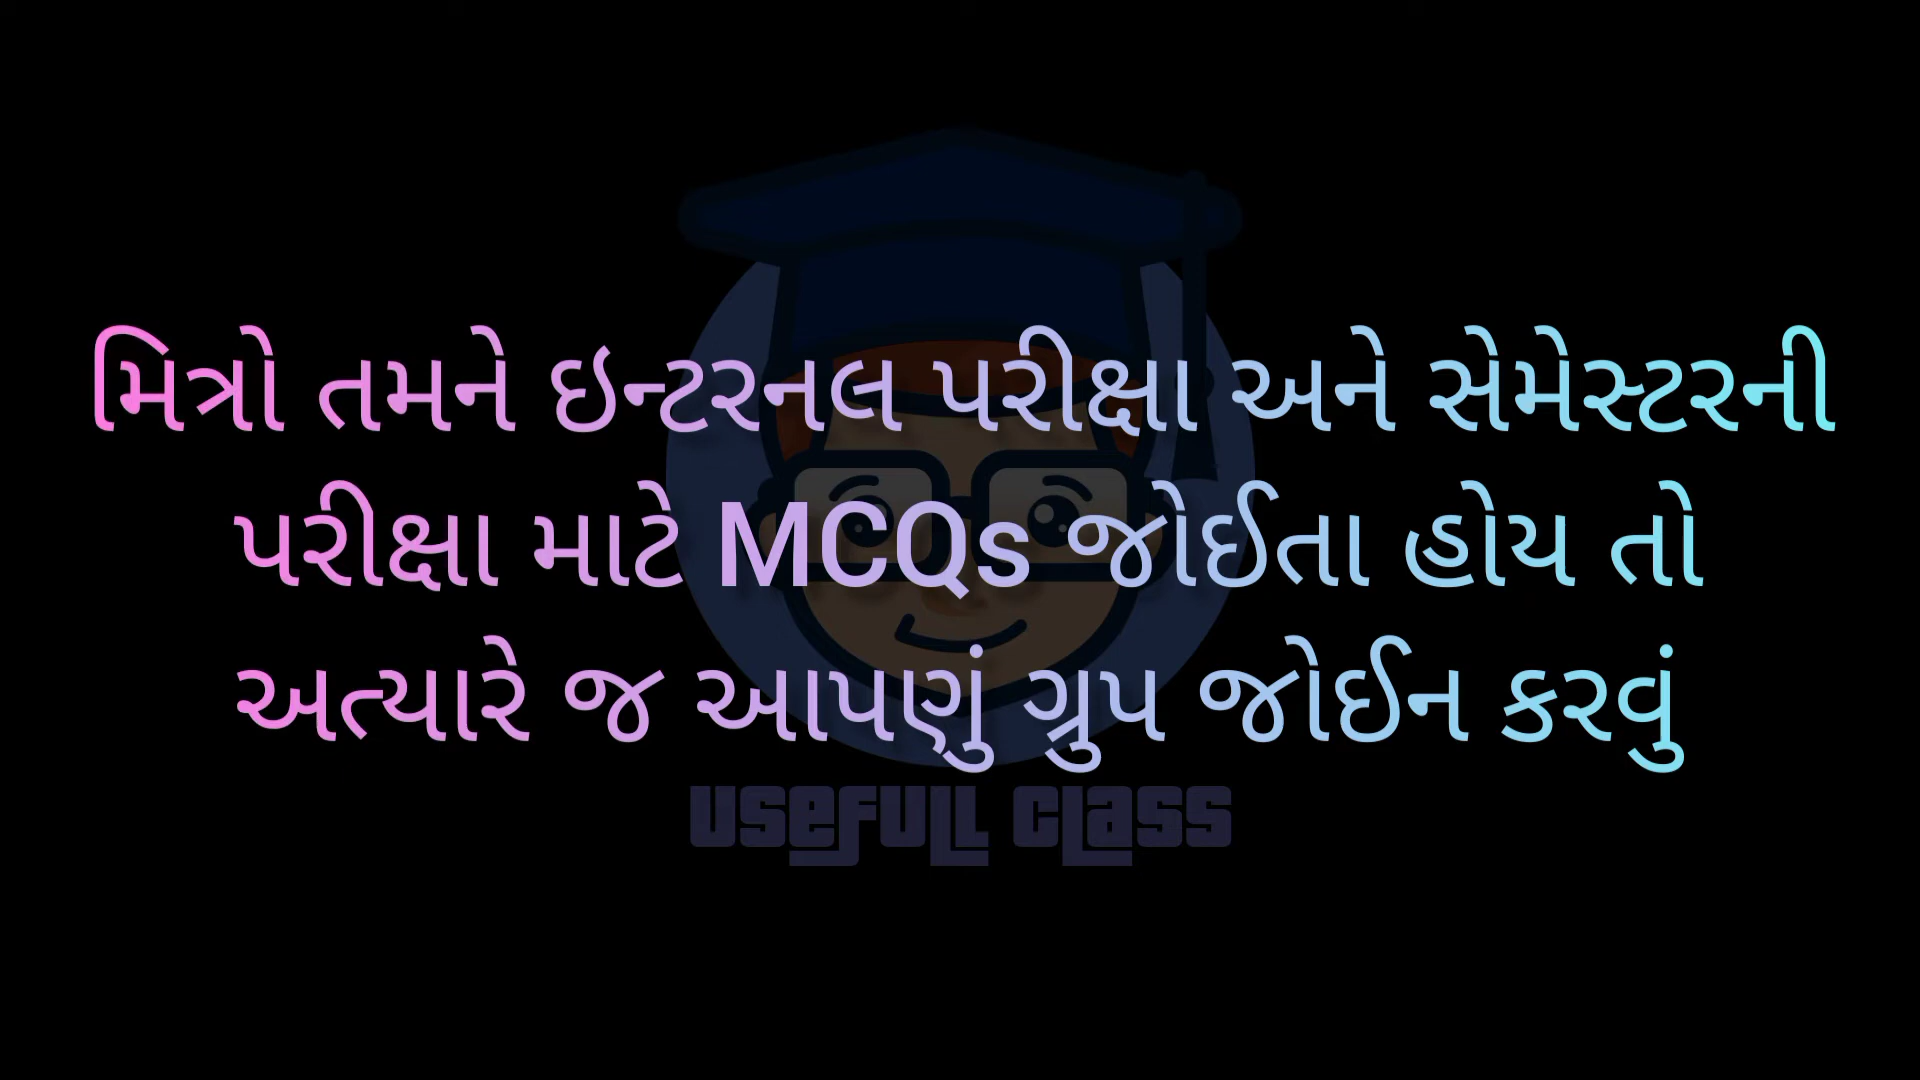 મિત્રો તમને ઇન્ટરનલ પરીક્ષા અને સેમેસ્ટરની
પરીક્ષા માટે MCQs જોઈતા હોય તો
અત્યારે જ આપણું ગ્રુપ જોઈન કરવું
USEFULL CLASS